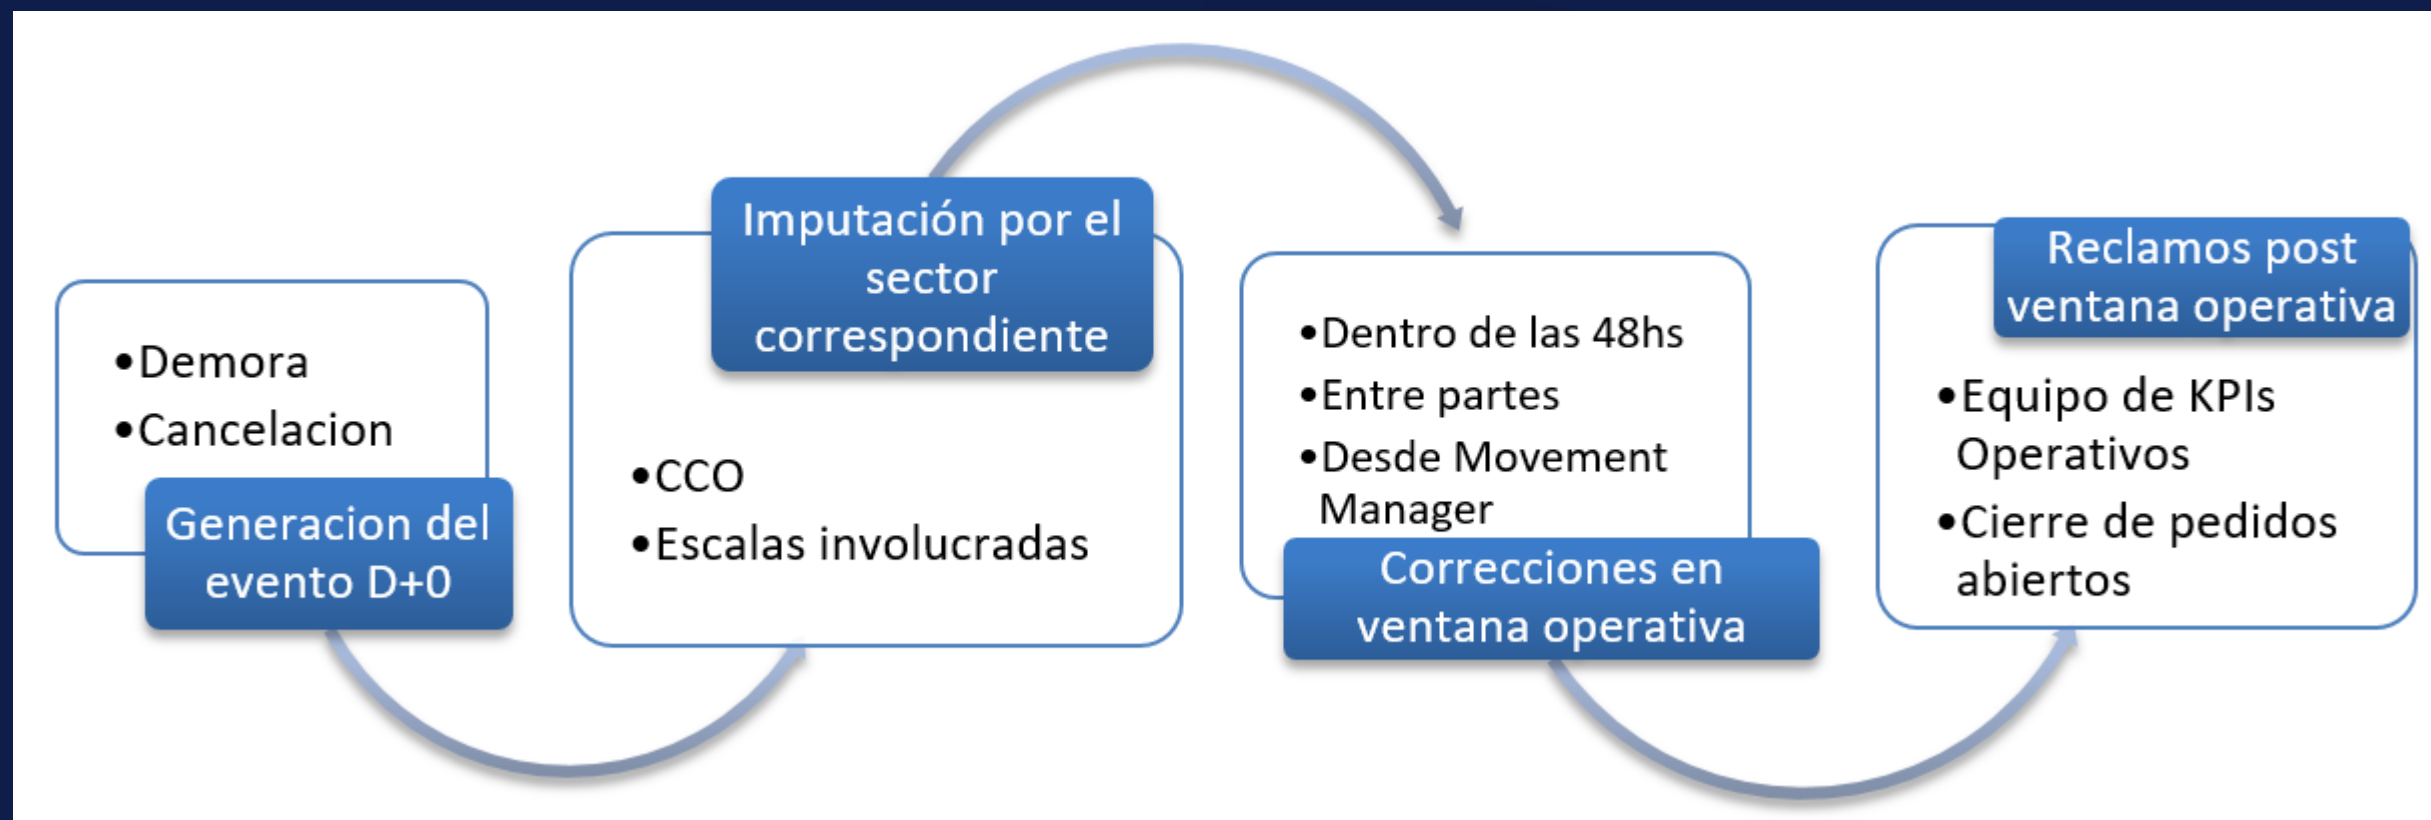 •Demora
•Cancelacion
Generacion del
evento D+0
Imputación por el
sector
correspondiente
•CCO
•Escalas involucradas
•Dentro de las 48hs
•Entre partes
•Desde Movement
Manager
Correcciones en
ventana operativa
Reclamos post
ventana operativa
•Equipo de KPIs
Operativos
•Cierre de pedidos
abiertos